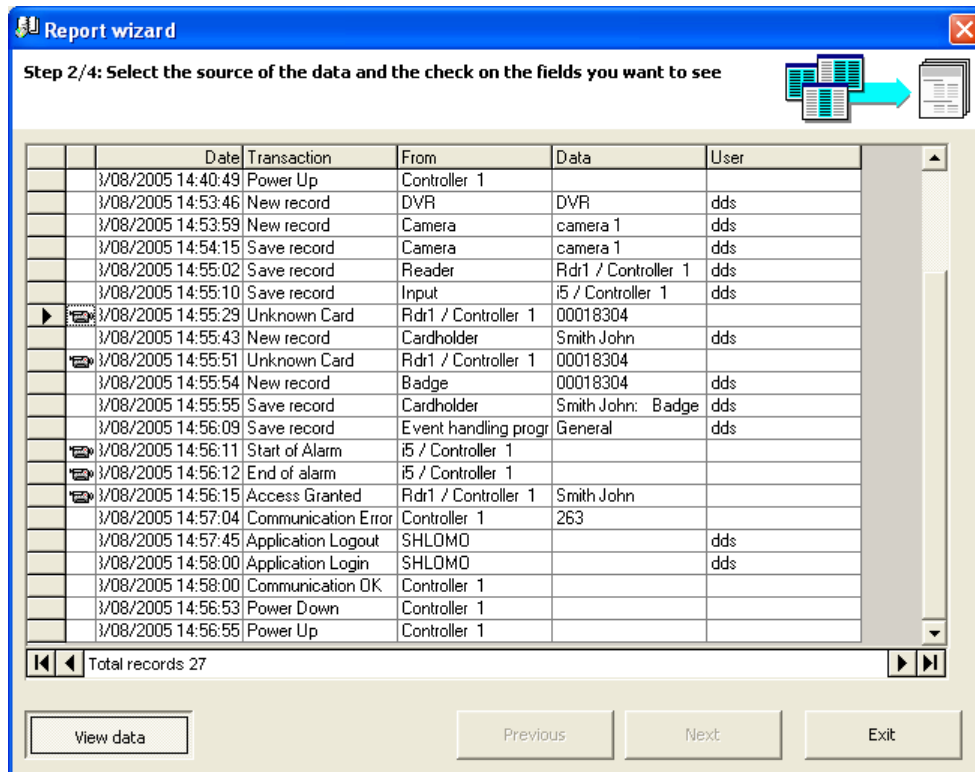 Report wizard
Step 2/4: Select the source of the data and the check on the fields you want to see
Date Transaction From Data User
3/08/2005 14:40:49 Power Up Controller 1
3/08/2005 14:53:46 New record DVR DVR dds
3/08/2005 14:53:59 New record Camera camera 1 dds
3/08/2005 14:54:15 Save record Camera camera 1 dds
3/08/2005 14:55:02 Save record Reader Rdr1 / Controller 1 dds
3/08/2005 14:55:10 Save record Input i5 / Controller 1 dds
3/08/2005 14:55:29 Unknown Card Rdr1 / Controller 1 00018304
3/08/2005 14:55:43 New record Cardholder Smith John dds
3/08/2005 14:55:51 Unknown Card Rdr1 / Controller 1 00018304
3/08/2005 14:55:54 New record Badge 00018304 dds
3/08/2005 14:55:55 Save record Cardholder Smith John: Badge dds
3/08/2005 14:56:09 Save record Event handling progr General dds
3/08/2005 14:56:11 Start of Alarm i5 / Controller 1
3/08/2005 14:56:12 End of alarm i5 / Controller 1
3/08/2005 14:56:15 Access Granted Rdr1 / Controller 1 Smith John
3/08/2005 14:57:04 Communication Error Controller 1 263
3/08/2005 14:57:45 Application Logout SHLOMO dds
3/08/2005 14:58:00 Application Login SHLOMO dds
3/08/2005 14:58:00 Communication OK Controller 1
3/08/2005 14:56:53 Power Down Controller 1
3/08/2005 14:56:55 Power Up Controller 1
Total records 27
View data Previous Next Exit